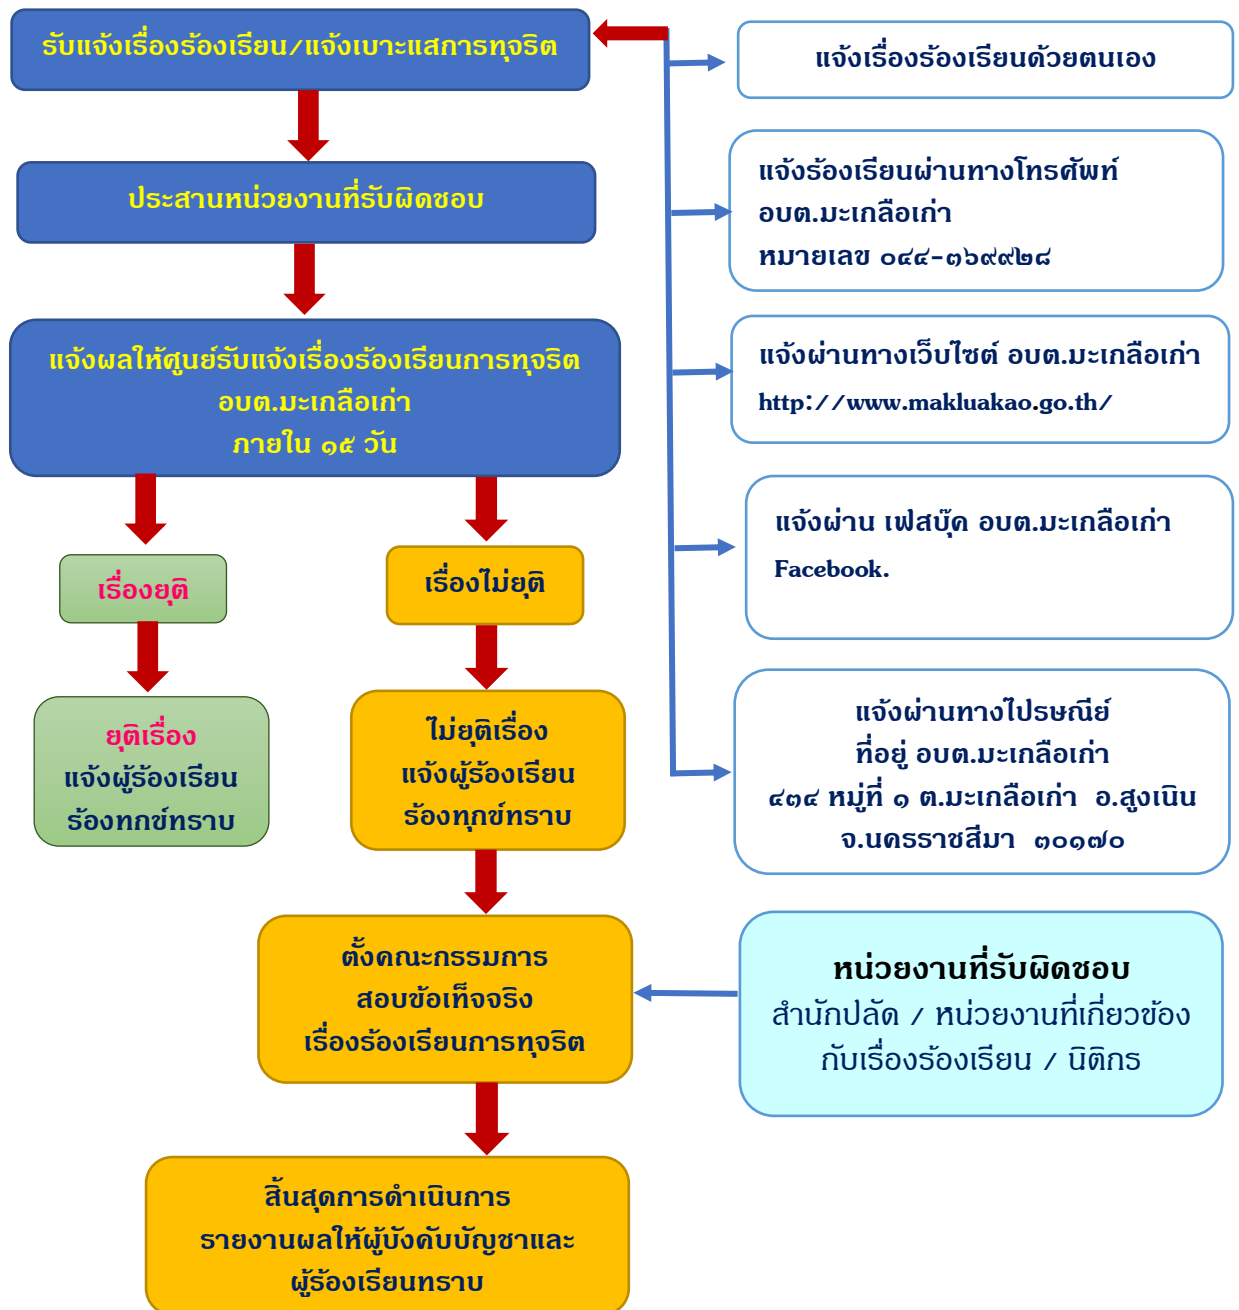 รับแจ้งเรื่องร้องเรียน/แจ้งเบาะแสการทุจริต
ประสานหน่วยงานที่รับผิดชอบ
แจ้งผลให้ศูนย์รับแจ้งเรื่องร้องเรียนการทุจริต
อบต.มะเกลือเก่า
ภายใน ๑๕ วัน
เรื่องยุติ
เรื่องไม่ยุติ
ยุติเรื่อง
แจ้งผู้ร้องเรียน
ร้องทกข์ทราบ
ไม่ยุติเรื่อง
แจ้งผู้ร้องเรียน
ร้องทุกข์ทราบ
ตั้งคณะกรรมการ
สอบข้อเท็จจริง
เรื่องร้องเรียนการทุจริต
สิ้นสุดการดำเนินการ
รายงานผลให้ผู้บังคับบัญชาและ
ผู้ร้องเรียนทราบ
แจ้งเรื่องร้องเรียนด้วยตนเอง
แจ้งร้องเรียนผ่านทางโทรศัพท์
อบต.มะเกลือเก่า
หมายเลข ๐๔๔-๓๖๙๙๒๘
แจ้งผ่านทางเว็บไซต์ อบต.มะเกลือเก่า
http://www.makluakao.go.th/
แจ้งผ่าน เฟสบุ๊ค อบต.มะเกลือเก่า
Facebook.
แจ้งผ่านทางไปรษณีย์
ที่อยู่ อบต.มะเกลือเก่า
๔๓๔ หมู่ที่ ๑ ต.มะเกลือเก่า อ.สูงเนิน
จ.นครราชสีมา ๓๐๑๗๐
หน่วยงานที่รับผิดชอบ
สำนักปลัด / หน่วยงานที่เกี่ยวข้อง
กับเรื่องร้องเรียน / นิติกร